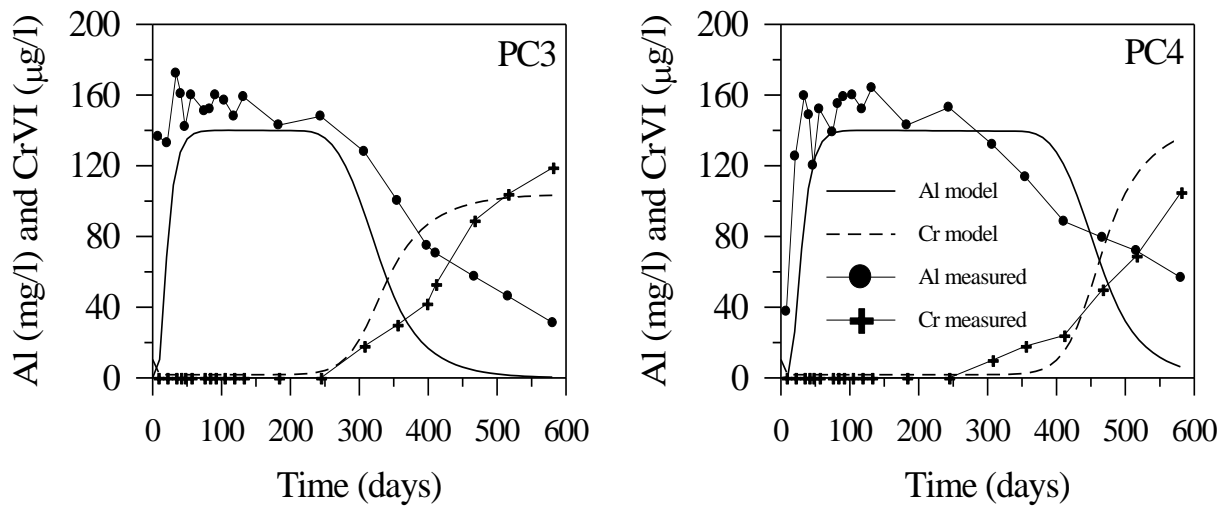 Al (mg/l) and CrVI (μg/l)
200
160
120
80
40
0
PC3
0 100 200 300 400 500 600
Time (days)
Al (mg/l) and CrVI (μg/l)
200
160
120
80
40
0
PC4
Al model
Cr model
Al measured
Cr measured
0 100 200 300 400 500 600
Time (days)